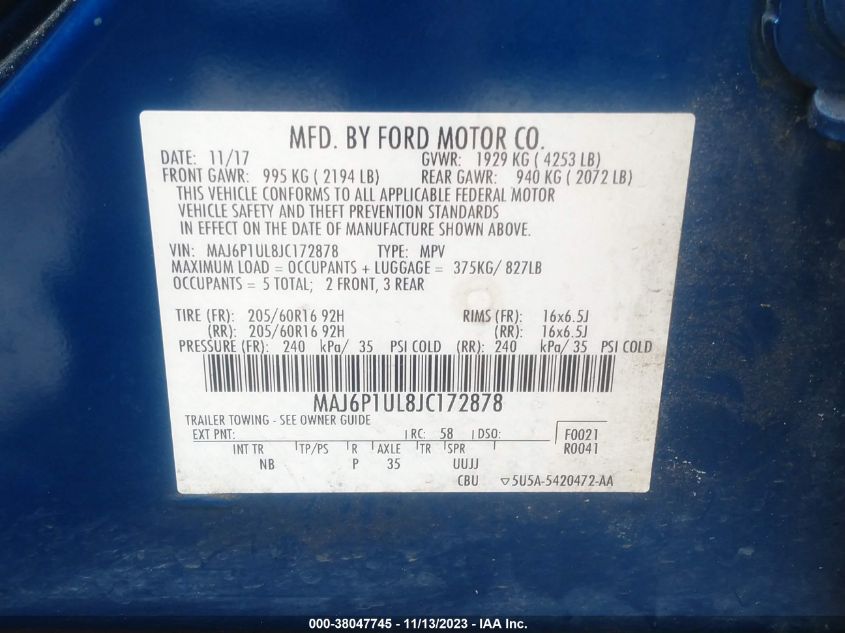 MFD. BY FORD MOTOR CO.
DATE: 11/17 GVWR: 1929 KG ( 4253 LB)
FRONT GAWR: 995 KG ( 2194 LB) REAR GAWR: 940 KG ( 2072 LB)
THIS VEHICLE CONFORMS TO ALL APPLICABLE FEDERAL MOTOR
VEHICLE SAFETY AND THEFT PREVENTION STANDARDS
IN EFFECT ON THE DATE OF MANUFACTURE SHOWN ABOVE.
VIN: MAJ6P1UL8JC172878 TYPE: MPV
MAXIMUM LOAD = OCCUPANTS + LUGGAGE = 375KG/ 827LB
OCCUPANTS = 5 TOTAL; 2 FRONT, 3 REAR
TIRE (FR): 205/60R16 92H RIMS (FR): 16x6.5J
(RR): 205/60R16 92H (RR): 16x6.5J
PRESSURE (FR): 240 kPa/ 35 PSI COLD (RR): 240 kPa/ 35 PSI COLD
MAJ6P1UL8JC172878
TRAILER TOWING - SEE OWNER GUIDE
EXT PNT: RC: 58 DSO: F0021
INT TR TP/PS R AXLE TR SPR R0041
NB P 35 UUJJ
CBU ▽5U5A-5420472-AA
000-38047745 - 11/13/2023 - IAA Inc.